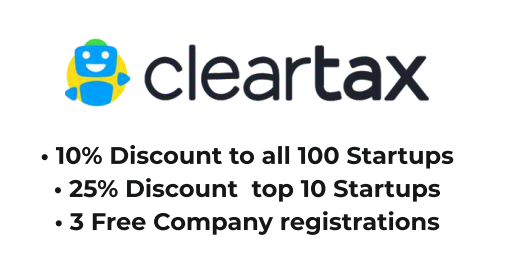 cleartax
• 10% Discount to all 100 Startups
• 25% Discount  top 10 Startups
• 3 Free Company registrations